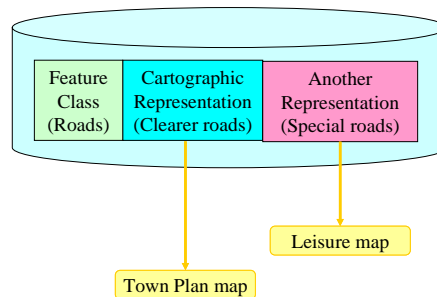 Feature
Class
(Roads)
Cartographic
Representation
(Clearer roads)
Another
Representation
(Special roads)
Leisure map
Town Plan map